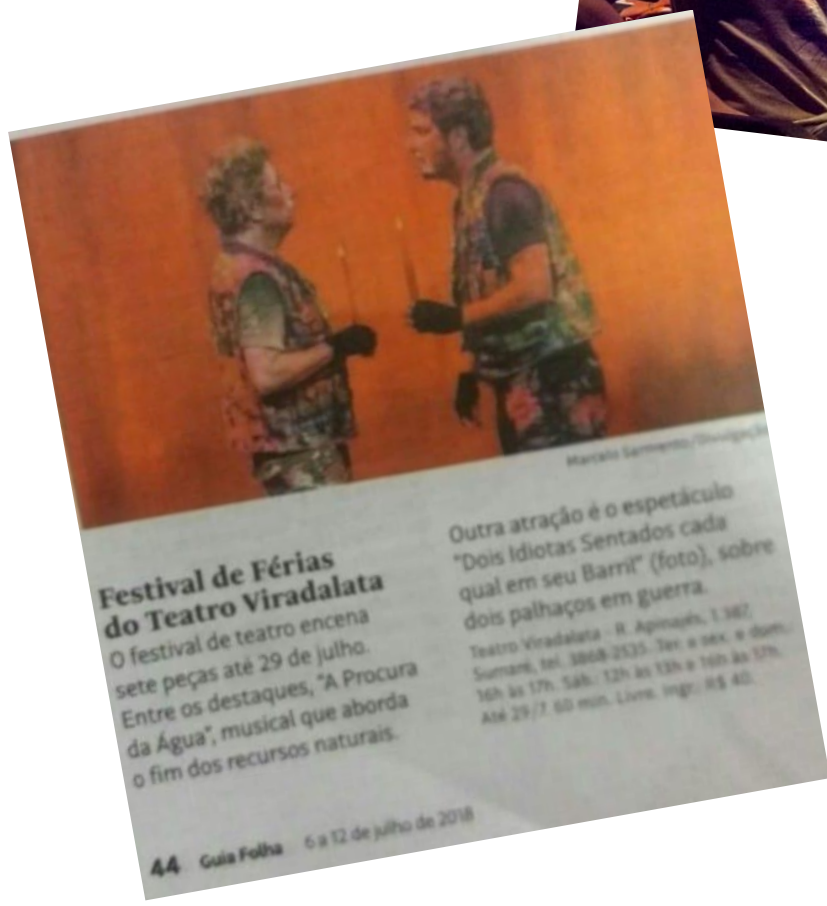 Marcelo Sarmento/Divulgação
Festival de Férias
do Teatro Viradalata
O festival de teatro encena
sete peças até 29 de julho.
Entre os destaques, "A Procura
da Água", musical que aborda
o fim dos recursos naturais.
Outra atração é o espetáculo
"Dois Idiotas Sentados cada
qual em seu Barril" (foto), sobre
dois palhaços em guerra.
Teatro Viradalata - R. Apinajés, 1.387,
Sumaré, tel. 3868-2535. Ter. e sex. e dom.:
16h às 17h. Sáb.: 12h às 13h e 16h às 17h.
Até 29/7. 60 min. Livre. Ingr.: R$ 40.
44 Guia Folha 6 a 12 de julho de 2018